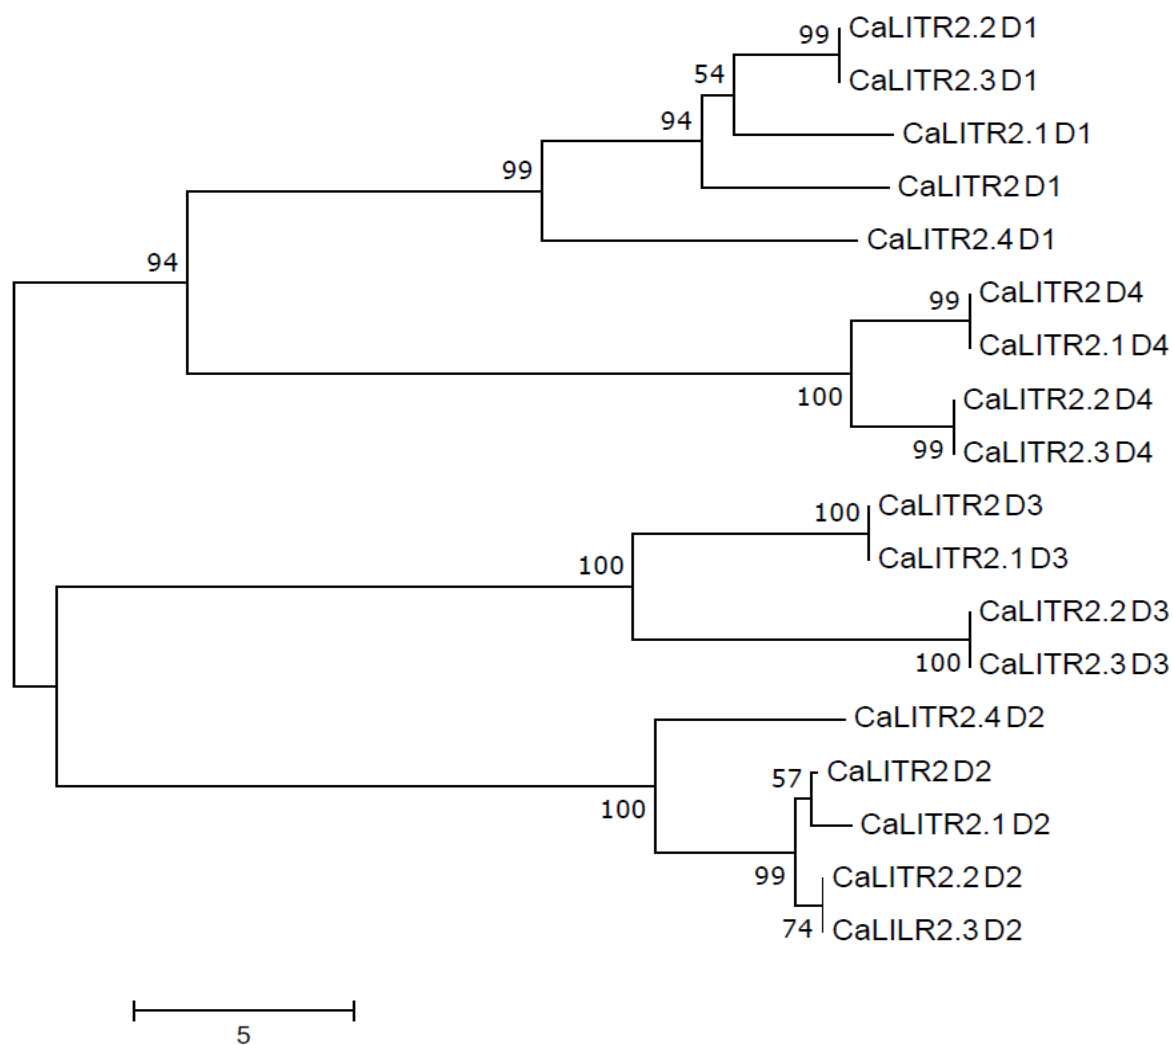 CaLITR2.2 D1
99
54
CaLITR2.3 D1
94
CaLITR2.1 D1
99
CaLITR2 D1
CaLITR2.4 D1
94
CaLITR2 D4
99
CaLITR2.1 D4
100
CaLITR2.2 D4
99
CaLITR2.3 D4
CaLITR2 D3
100
CaLITR2.1 D3
100
CaLITR2.2 D3
100
CaLITR2.3 D3
CaLITR2.4 D2
57
CaLITR2 D2
100
CaLITR2.1 D2
99
CaLITR2.2 D2
74
CaLILR2.3 D2
5